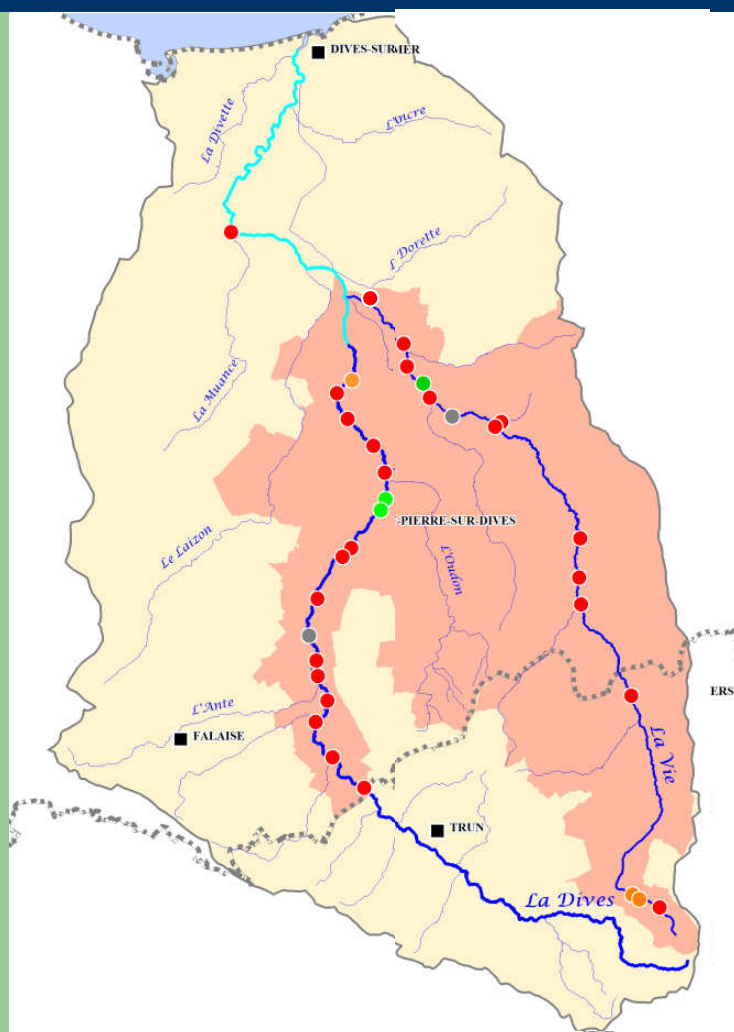 DIVES-SUR-MER
La Divette
L'Ancre
L Dorette
La Muance
-PIERRE-SUR-DIVES
Le Laizon
L'Oudon
ERS
L'Ante
FALAISE
La Vie
TRUN
La Dives